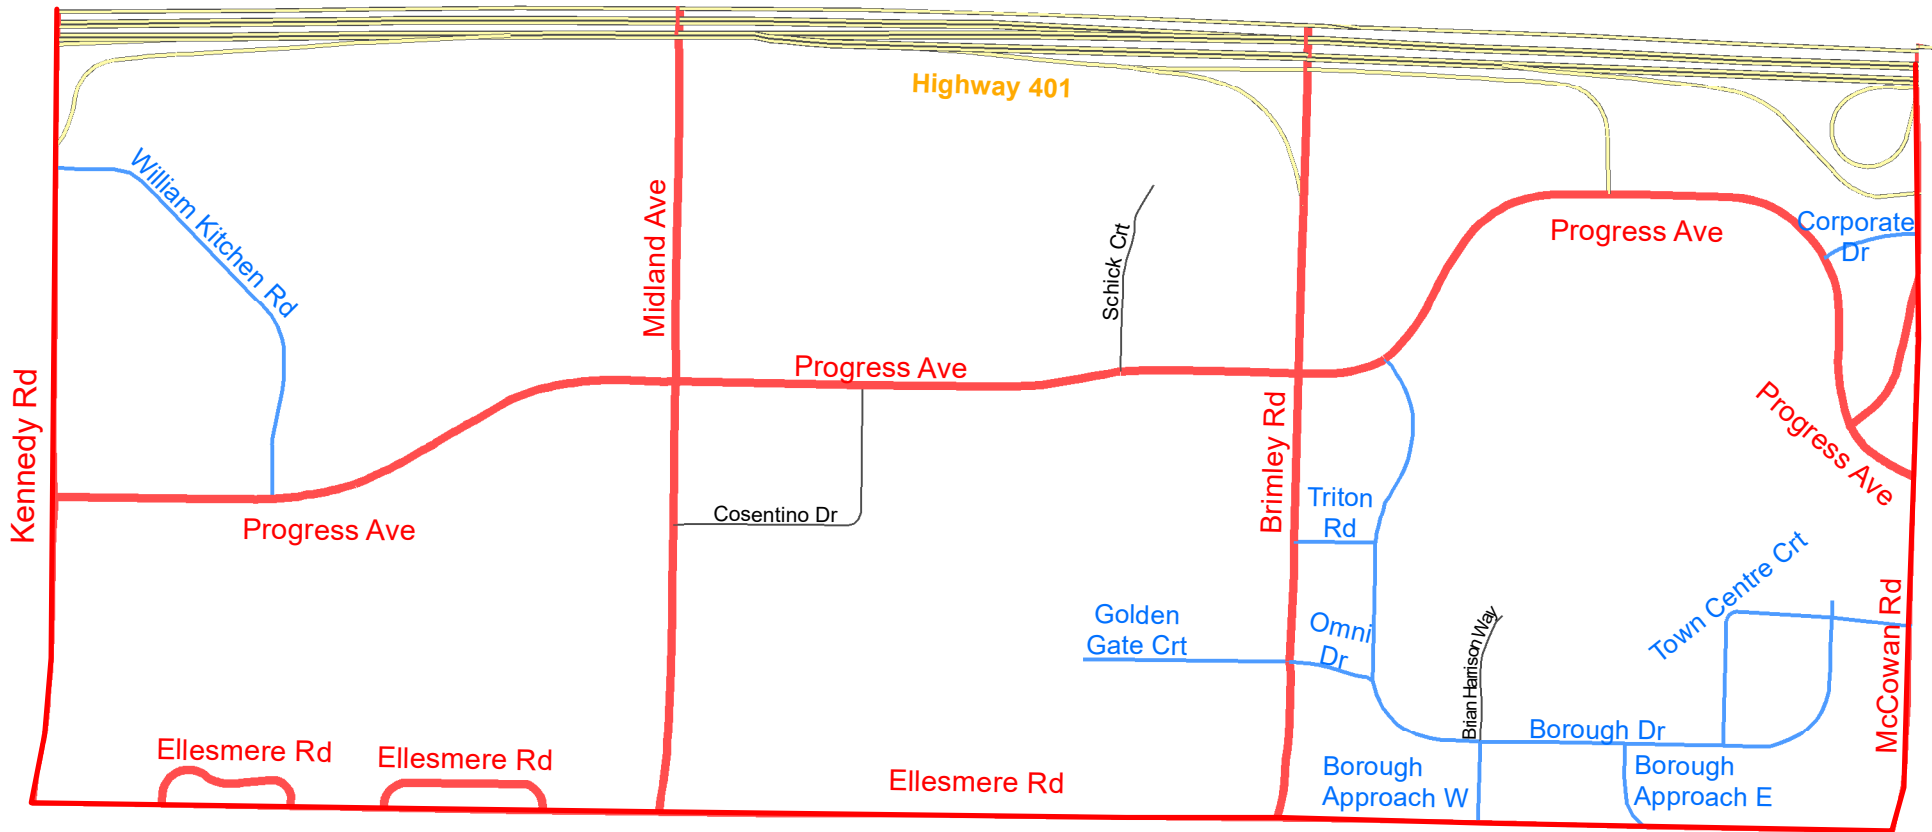 Highway 401
William Kitchen Rd
Midland Ave
Schick Crt
Progress Ave
Corporate
Dr
Kennedy Rd
Progress Ave
Brimley Rd
Progress Ave
Progress Ave
Cosentino Dr
Triton
Rd
Town Centre Crt
Golden
Gate Crt
Omni
Dr
Brian Harrison Way
McCowan Rd
Borough Dr
Ellesmere Rd
Ellesmere Rd
Ellesmere Rd
Borough
Approach W
Borough
Approach E